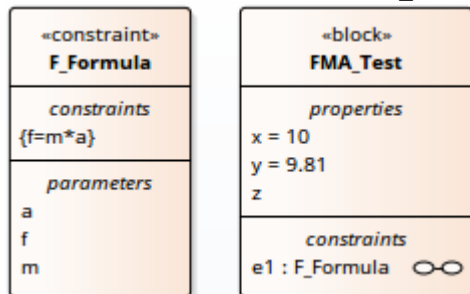 «constraint»
F_Formula
constraints
{f=m*a}
parameters
a
f
m
«block»
FMA_Test
properties
x = 10
y = 9.81
z
constraints
e1 : F_Formula